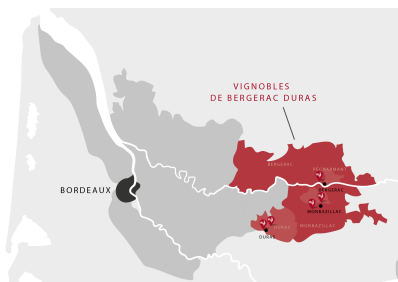 VIGNOBLES
DE BERGERAC DURAS
BERGERAC
PÉCHARMANT
BERGERAC
BORDEAUX
MONBAZILLAC
DURAS
MONBAZILLAC
DURAS